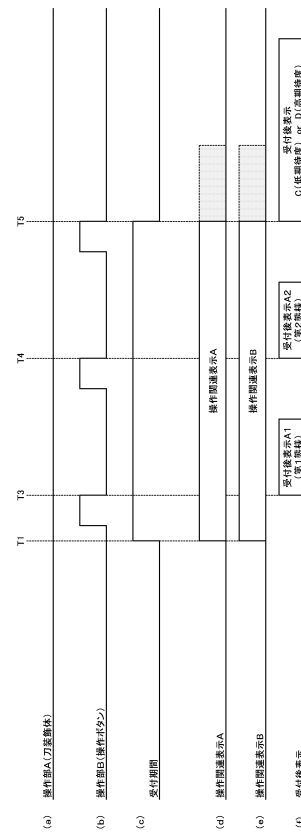 T1
T3
T4
T5
(a)
操作部A(刀装飾体)
(b)
操作部B(操作ボタン)
(c)
受付期間
(d)
操作関連表示A
操作関連表示A
(e)
操作関連表示B
操作関連表示B
(f)
受付後表示
受付後表示A1
(第1態様)
受付後表示A2
(第2態様)
受付後表示
C(低期待度) or D(高期待度)